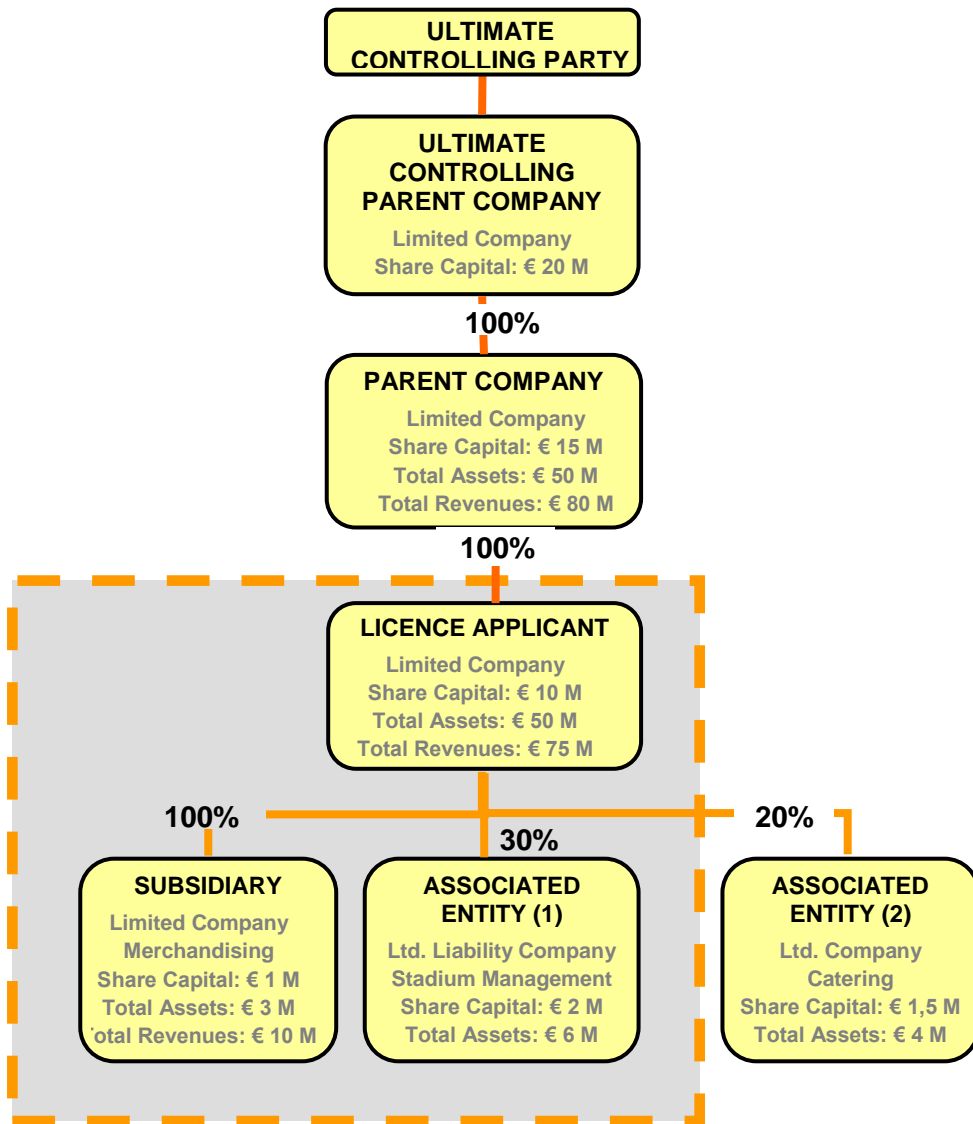 ULTIMATE
CONTROLLING PARTY
ULTIMATE
CONTROLLING
PARENT COMPANY
Limited Company
Share Capital: € 20 M
100%
PARENT COMPANY
Limited Company
Share Capital: € 15 M
Total Assets: € 50 M
Total Revenues: € 80 M
100%
LICENCE APPLICANT
Limited Company
Share Capital: € 10 M
Total Assets: € 50 M
Total Revenues: € 75 M
100%
30%
20%
SUBSIDIARY
Limited Company
Merchandising
Share Capital: € 1 M
Total Assets: € 3 M
otal Revenues: € 10 M
ASSOCIATED
ENTITY (1)
Ltd. Liability Company
Stadium Management
Share Capital: € 2 M
Total Assets: € 6 M
ASSOCIATED
ENTITY (2)
Ltd. Company
Catering
Share Capital: € 1,5 M
Total Assets: € 4 M